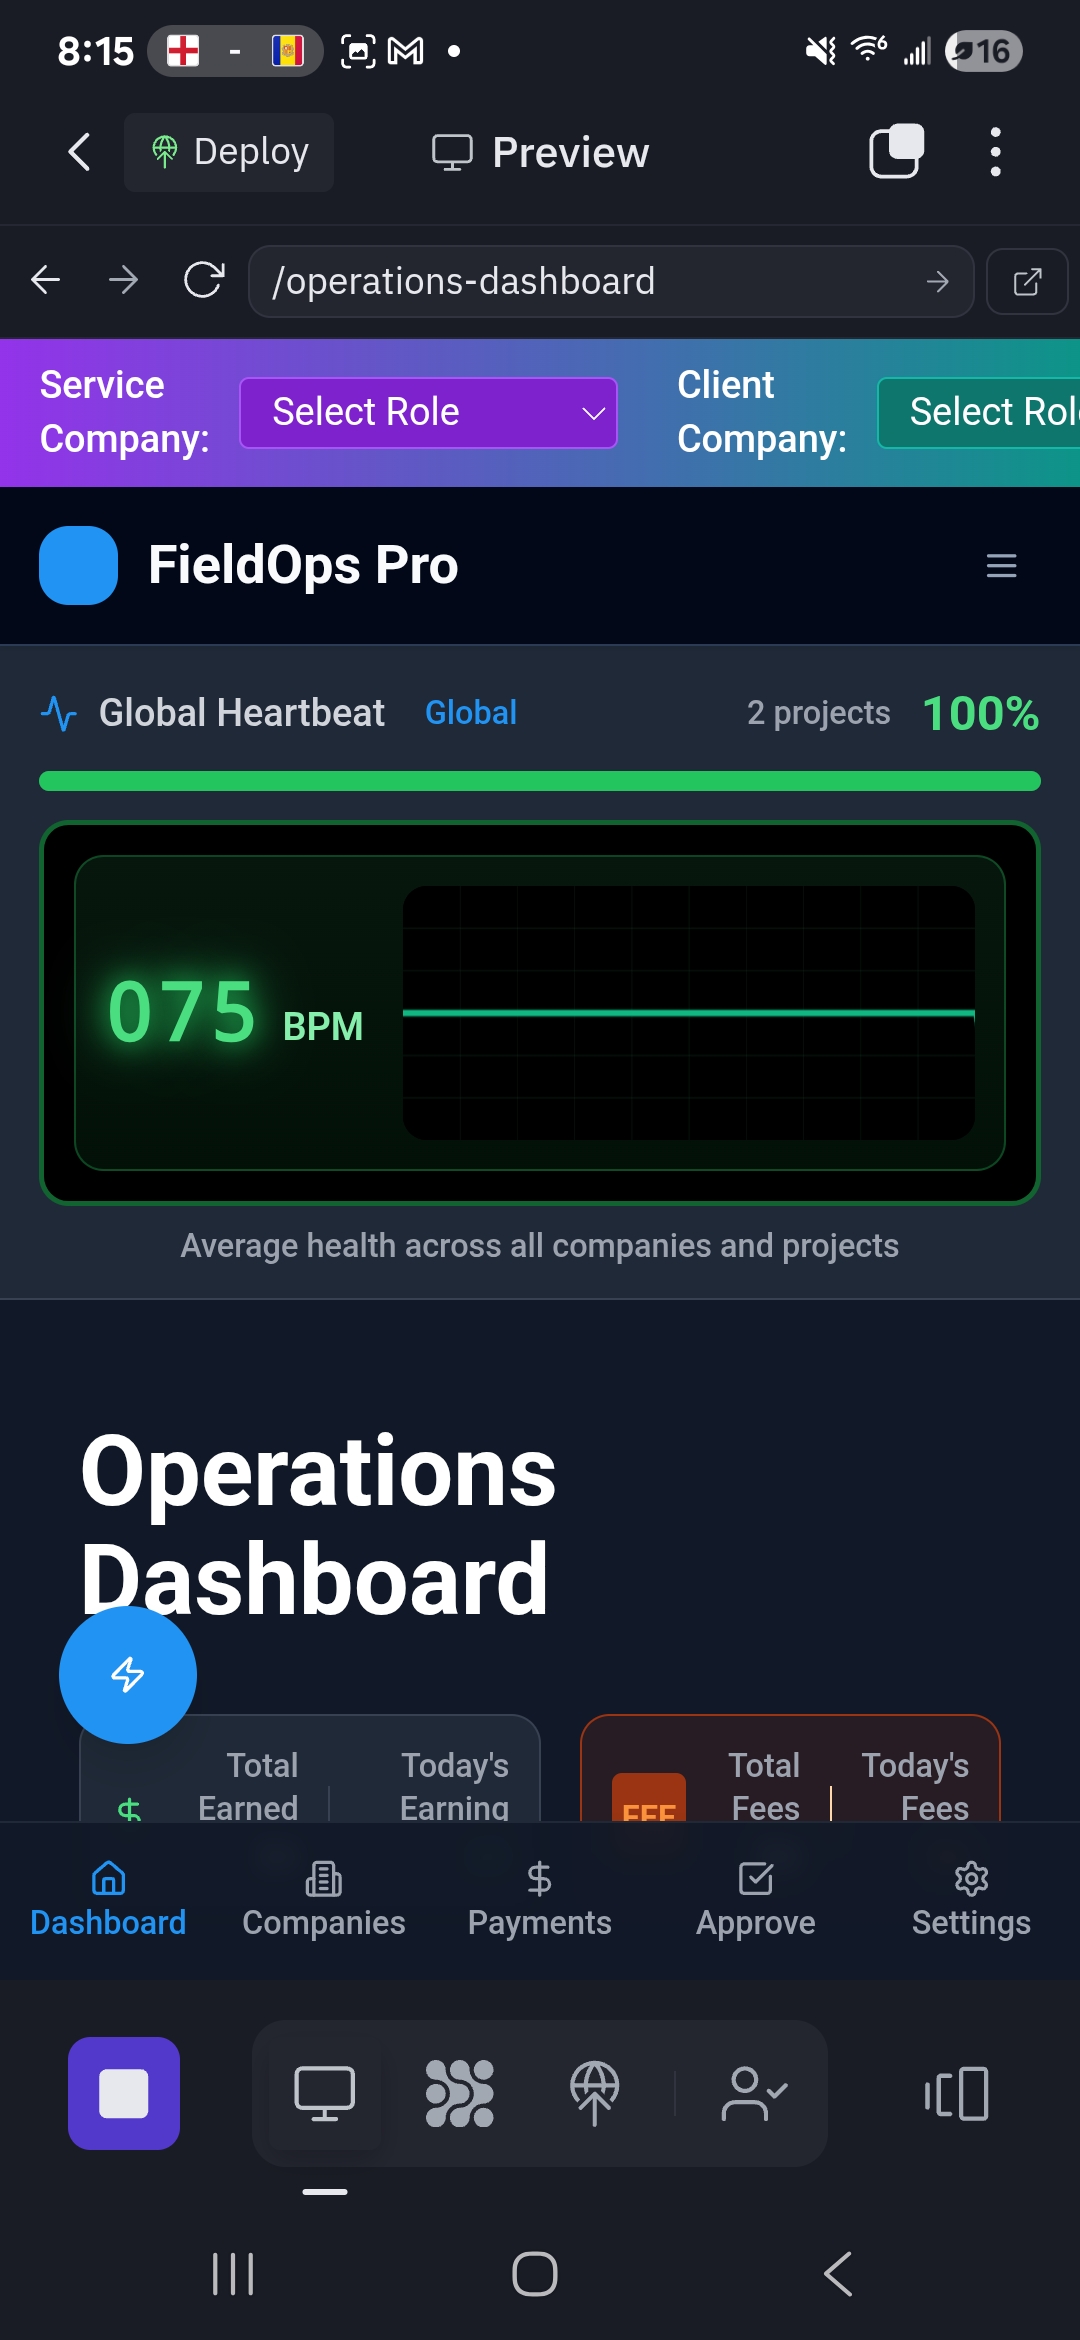 8:15 - 16
Deploy Preview
/operations-dashboard
Service Company: Select Role Client Company: Select Rol
FieldOps Pro
Global Heartbeat Global 2 projects 100%
075 BPM
Average health across all companies and projects
Operations
Dashboard
Total Today's Total Today's
$ Earned Earning FEE Fees Fees
Dashboard Companies Payments Approve Settings